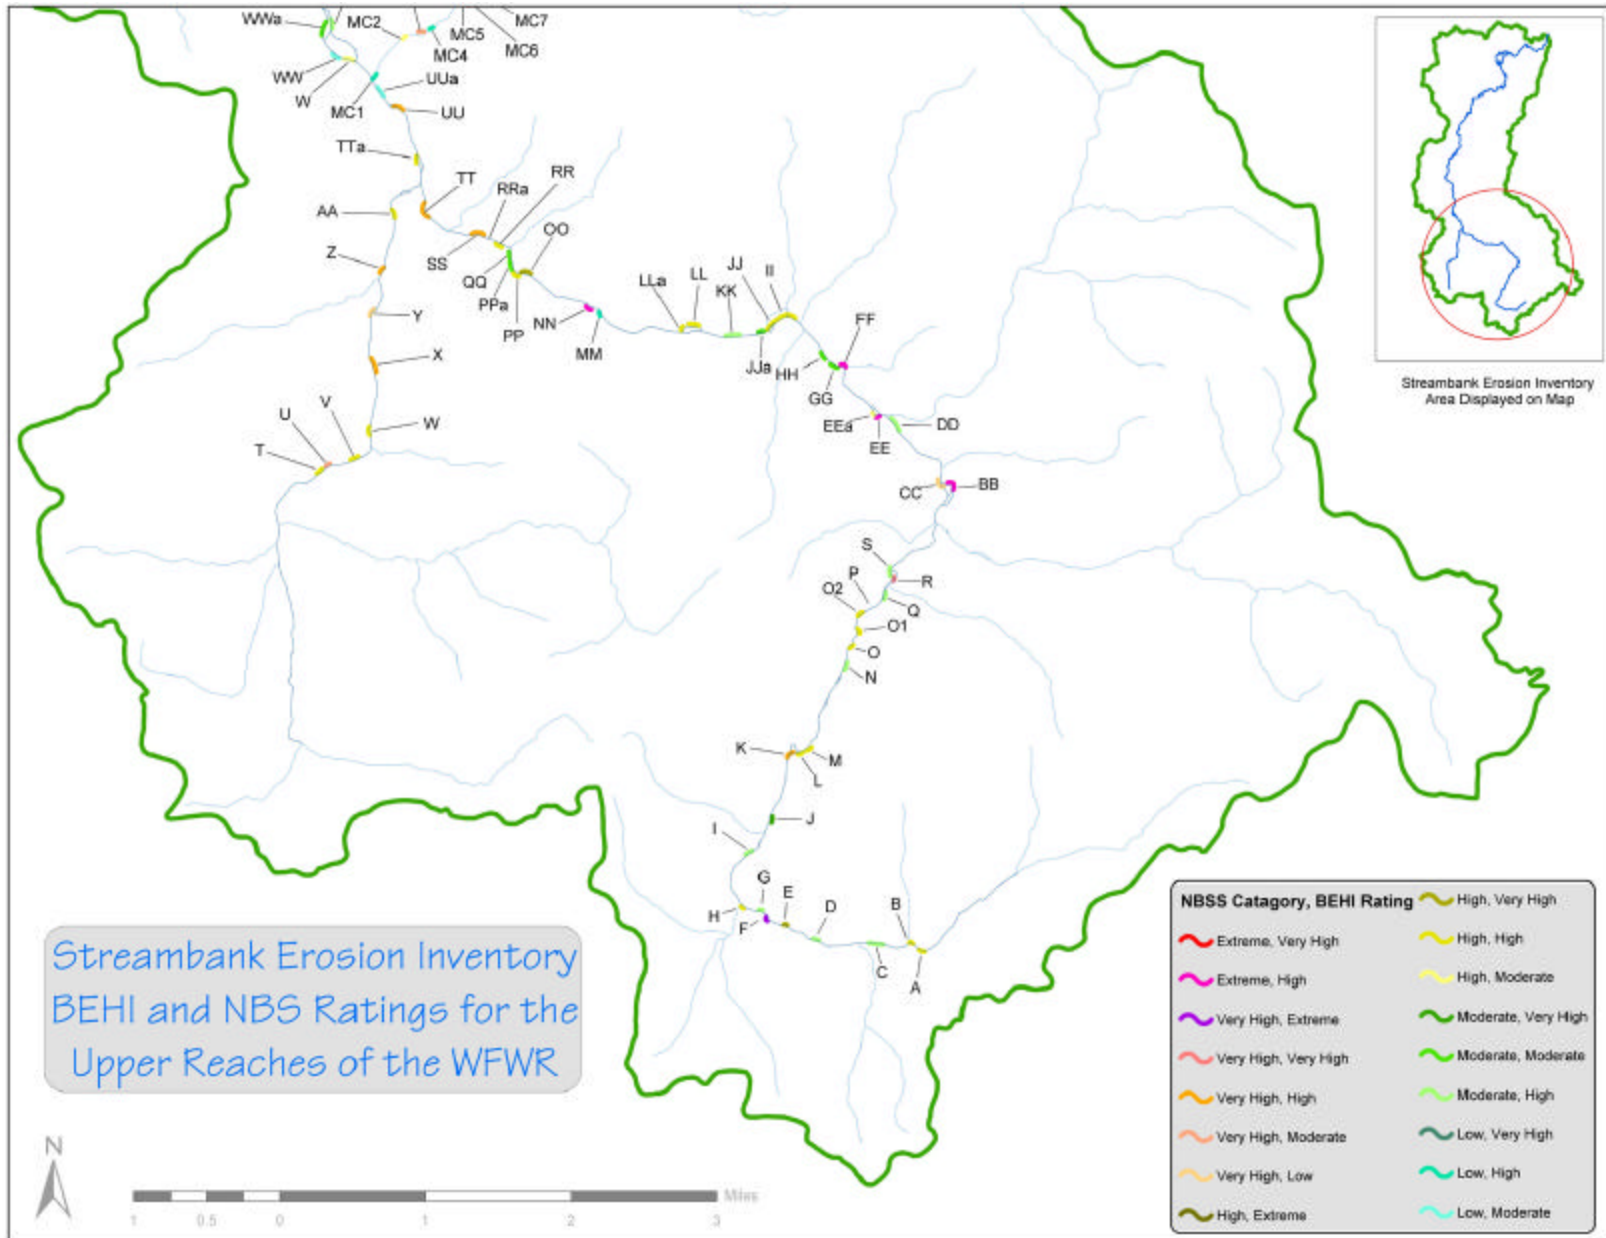 WWa
MC2
MC5
MC7
MC4
MC6
WW
W
MC1
UUa
UU
TTa
TT
RRa
RR
AA
OO
Z
SS
QQ
PPa
PP
LLa
LL
KK
JJ
II
NN
MM
JJa
HH
FF
GG
Y
X
EEa
EE
DD
W
V
U
T
CC
BB
S
R
P
O2
Q
O1
O
N
K
M
L
J
I
G
E
D
B
H
F
C
A
Streambank Erosion Inventory
Area Displayed on Map
Streambank Erosion Inventory
BEHI and NBS Ratings for the
Upper Reaches of the WFWR
N
Miles
1 0.5 0 1 2 3
NBSS Catagory, BEHI Rating
Extreme, Very High
Extreme, High
Very High, Extreme
Very High, Very High
Very High, High
Very High, Moderate
Very High, Low
High, Extreme
High, Very High
High, High
High, Moderate
Moderate, Very High
Moderate, Moderate
Moderate, High
Low, Very High
Low, High
Low, Moderate